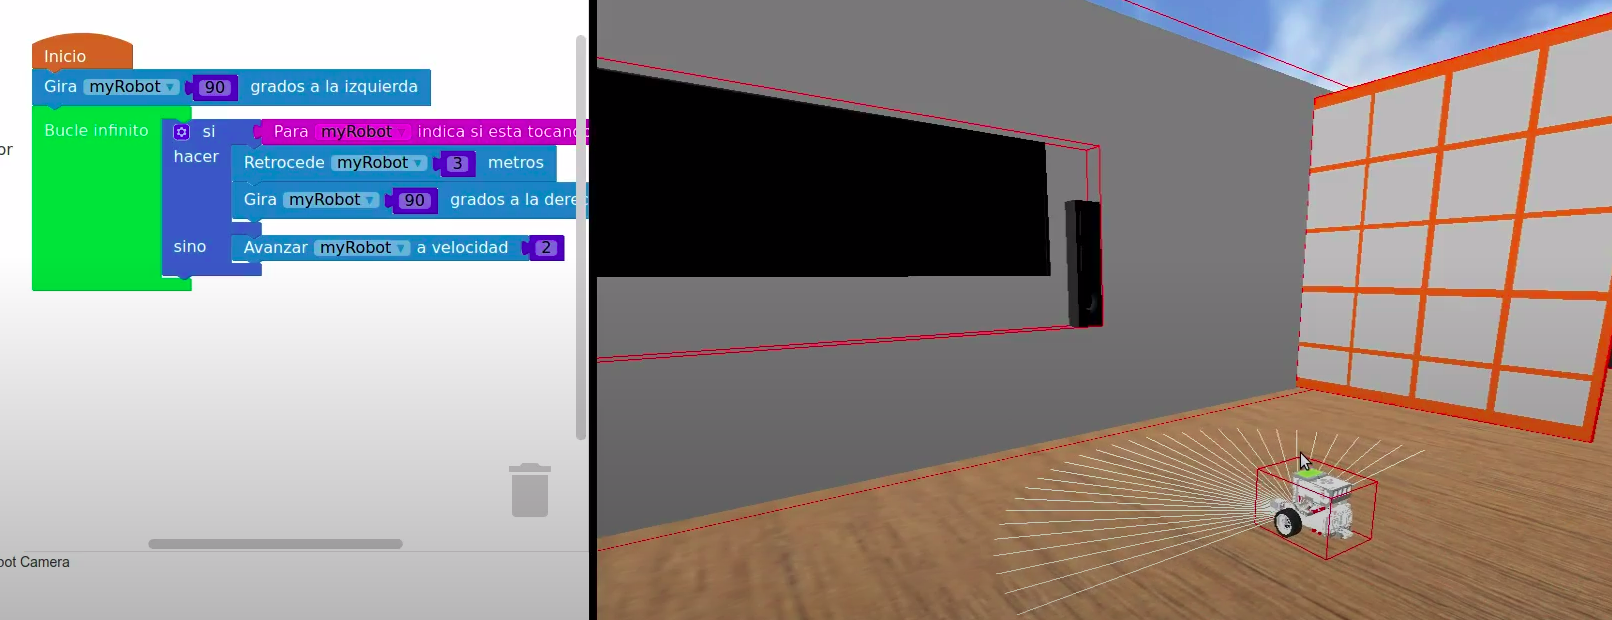 Inicio
Gira myRobot 90 grados a la izquierda
Bucle infinito
si Para myRobot indica si esta tocand
or
hacer
Retrocede myRobot 3 metros
Gira myRobot 90 grados a la dere
sino Avanzar myRobot a velocidad 2
oot Camera